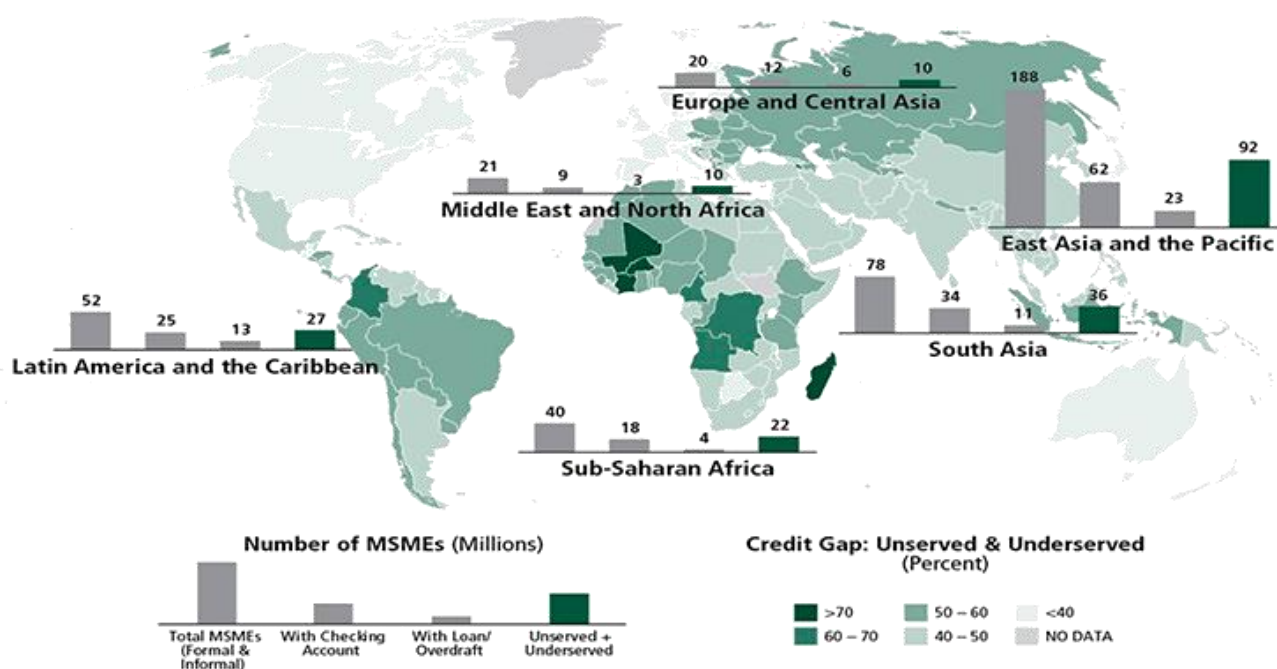 20 12 6 10
Europe and Central Asia
188 62 23 92
East Asia and the Pacific
21 9 3 10
Middle East and North Africa
78 34 11 36
South Asia
52 25 13 27
Latin America and the Caribbean
40 18 4 22
Sub-Saharan Africa
Number of MSMEs (Millions)
Total MSMEs
(Formal &
Informal)
With Checking
Account
With Loan/
Overdraft
Unserved +
Underserved
Credit Gap: Unserved & Underserved
(Percent)
>70
50 – 60
<40
60 – 70
40 – 50
NO DATA